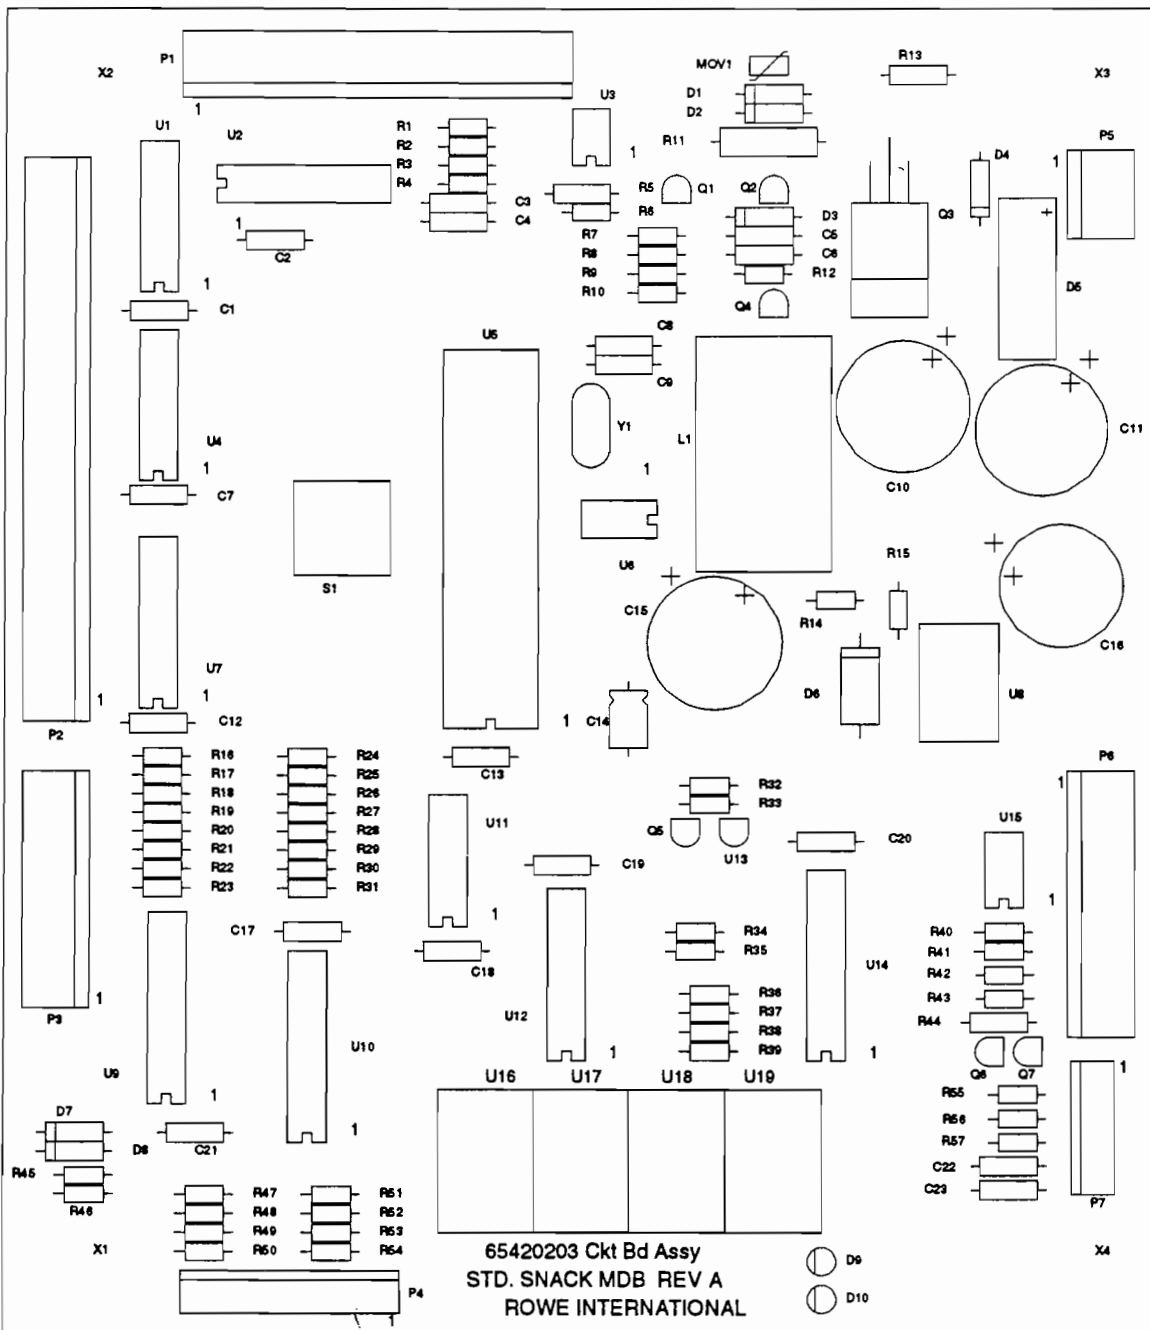 P1
X2
MOV1
R13
X3
1
U1
U2
U3
D1
D2
R1
R2
R3
R4
R11
1
P5
1
D4
C3
C4
R5
R6
Q1
Q2
D3
C5
C6
R12
Q3
+
1
C2
R7
R8
R9
R10
Q4
D5
1
C1
U5
C8
C9
+
+
+
+
U4
1
C7
Y1
1
L1
C10
C11
S1
U6
+
+
+
+
R15
C15
R14
C16
U7
1
1
C12
P2
1
C14
D6
U8
R16
R17
R18
R19
R20
R21
R22
R23
R24
R25
R26
R27
R28
R29
R30
R31
C13
R32
R33
P6
1
U11
Q5
U13
C20
U15
C19
1
1
C17
C18
R34
R35
U14
R40
R41
R42
R43
R44
1
P3
U12
1
R36
R37
R38
R39
1
U10
U9
1
Q6
Q7
1
U16 U17 U18 U19
R55
R56
R57
C22
C23
D7
D8
C21
1
R45
R46
P7
R47
R48
R49
R50
R51
R52
R53
R54
X1
X4
65420203 Ckt Bd Assy
STD. SNACK MDB REV A
ROWE INTERNATIONAL
D9
D10
P4
1